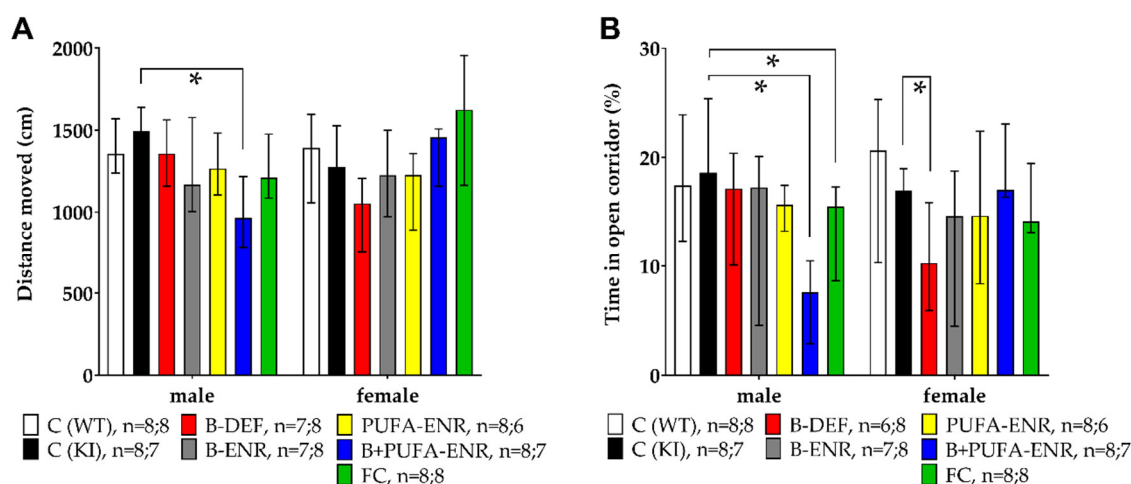 A
Distance moved (cm)
2000
1500
1000
500
0
*
male
female
C (WT), n=8;8
B-DEF, n=7;8
PUFA-ENR, n=8;6
C (KI), n=8;7
B-ENR, n=7;8
B+PUFA-ENR, n=8;7
FC, n=8;8
B
Time in open corridor (%)
30
20
10
0
*
*
*
male
female
C (WT), n=8;8
B-DEF, n=6;8
PUFA-ENR, n=8;6
C (KI), n=8;7
B-ENR, n=7;8
B+PUFA-ENR, n=8;7
FC, n=8;8